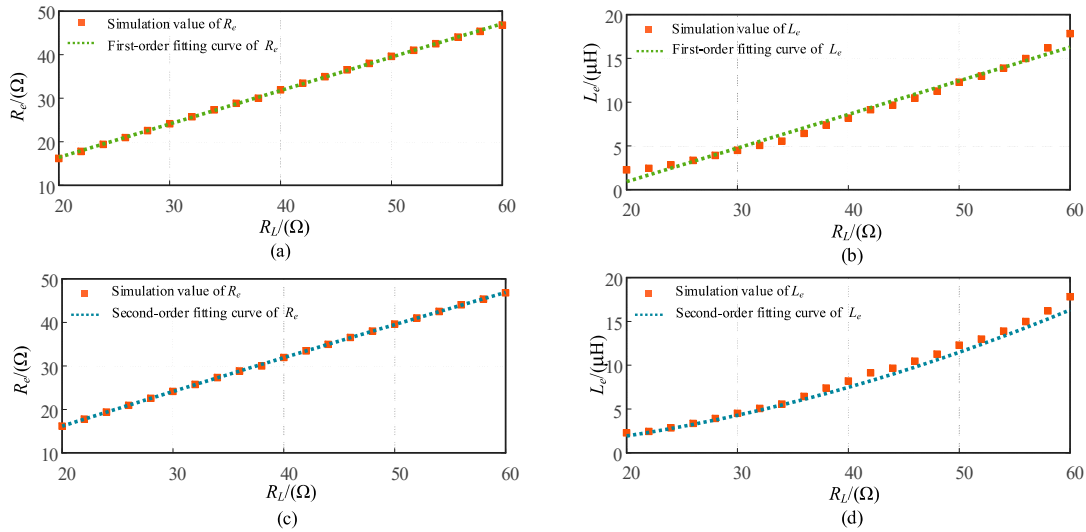 Simulation value of Re
First-order fitting curve of Re
Re/(Ω)
50
40
30
20
10
20 30 40 50 60
RL/(Ω)
(a)
Simulation value of Le
First-order fitting curve of Le
Le/(μH)
20
15
10
5
0
20 30 40 50 60
RL/(Ω)
(b)
Simulation value of Re
Second-order fitting curve of Re
Re/(Ω)
50
40
30
20
10
20 30 40 50 60
RL/(Ω)
(c)
Simulation value of Le
Second-order fitting curve of Le
Le/(μH)
20
15
10
5
0
20 30 40 50 60
RL/(Ω)
(d)